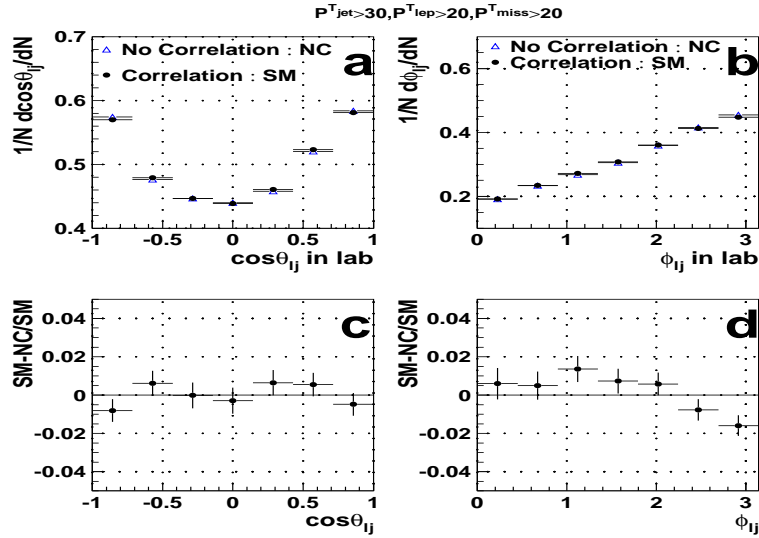 P^T_jet>30,P^T_lep>20,P^T_miss>20
1/N dcosθ_lj/dN
0.7
0.6
0.5
0.4
No Correlation : NC
Correlation : SM
a
-1 -0.5 0 0.5 1
cosθ_lj in lab
1/N dϕ_lj/dN
0.6
0.4
0.2
No Correlation : NC
Correlation : SM
b
0 1 2 3
ϕ_lj in lab
SM-NC/SM
0.04
0.02
0
-0.02
-0.04
c
-1 -0.5 0 0.5 1
cosθ_lj
SM-NC/SM
0.04
0.02
0
-0.02
-0.04
d
0 1 2 3
ϕ_lj